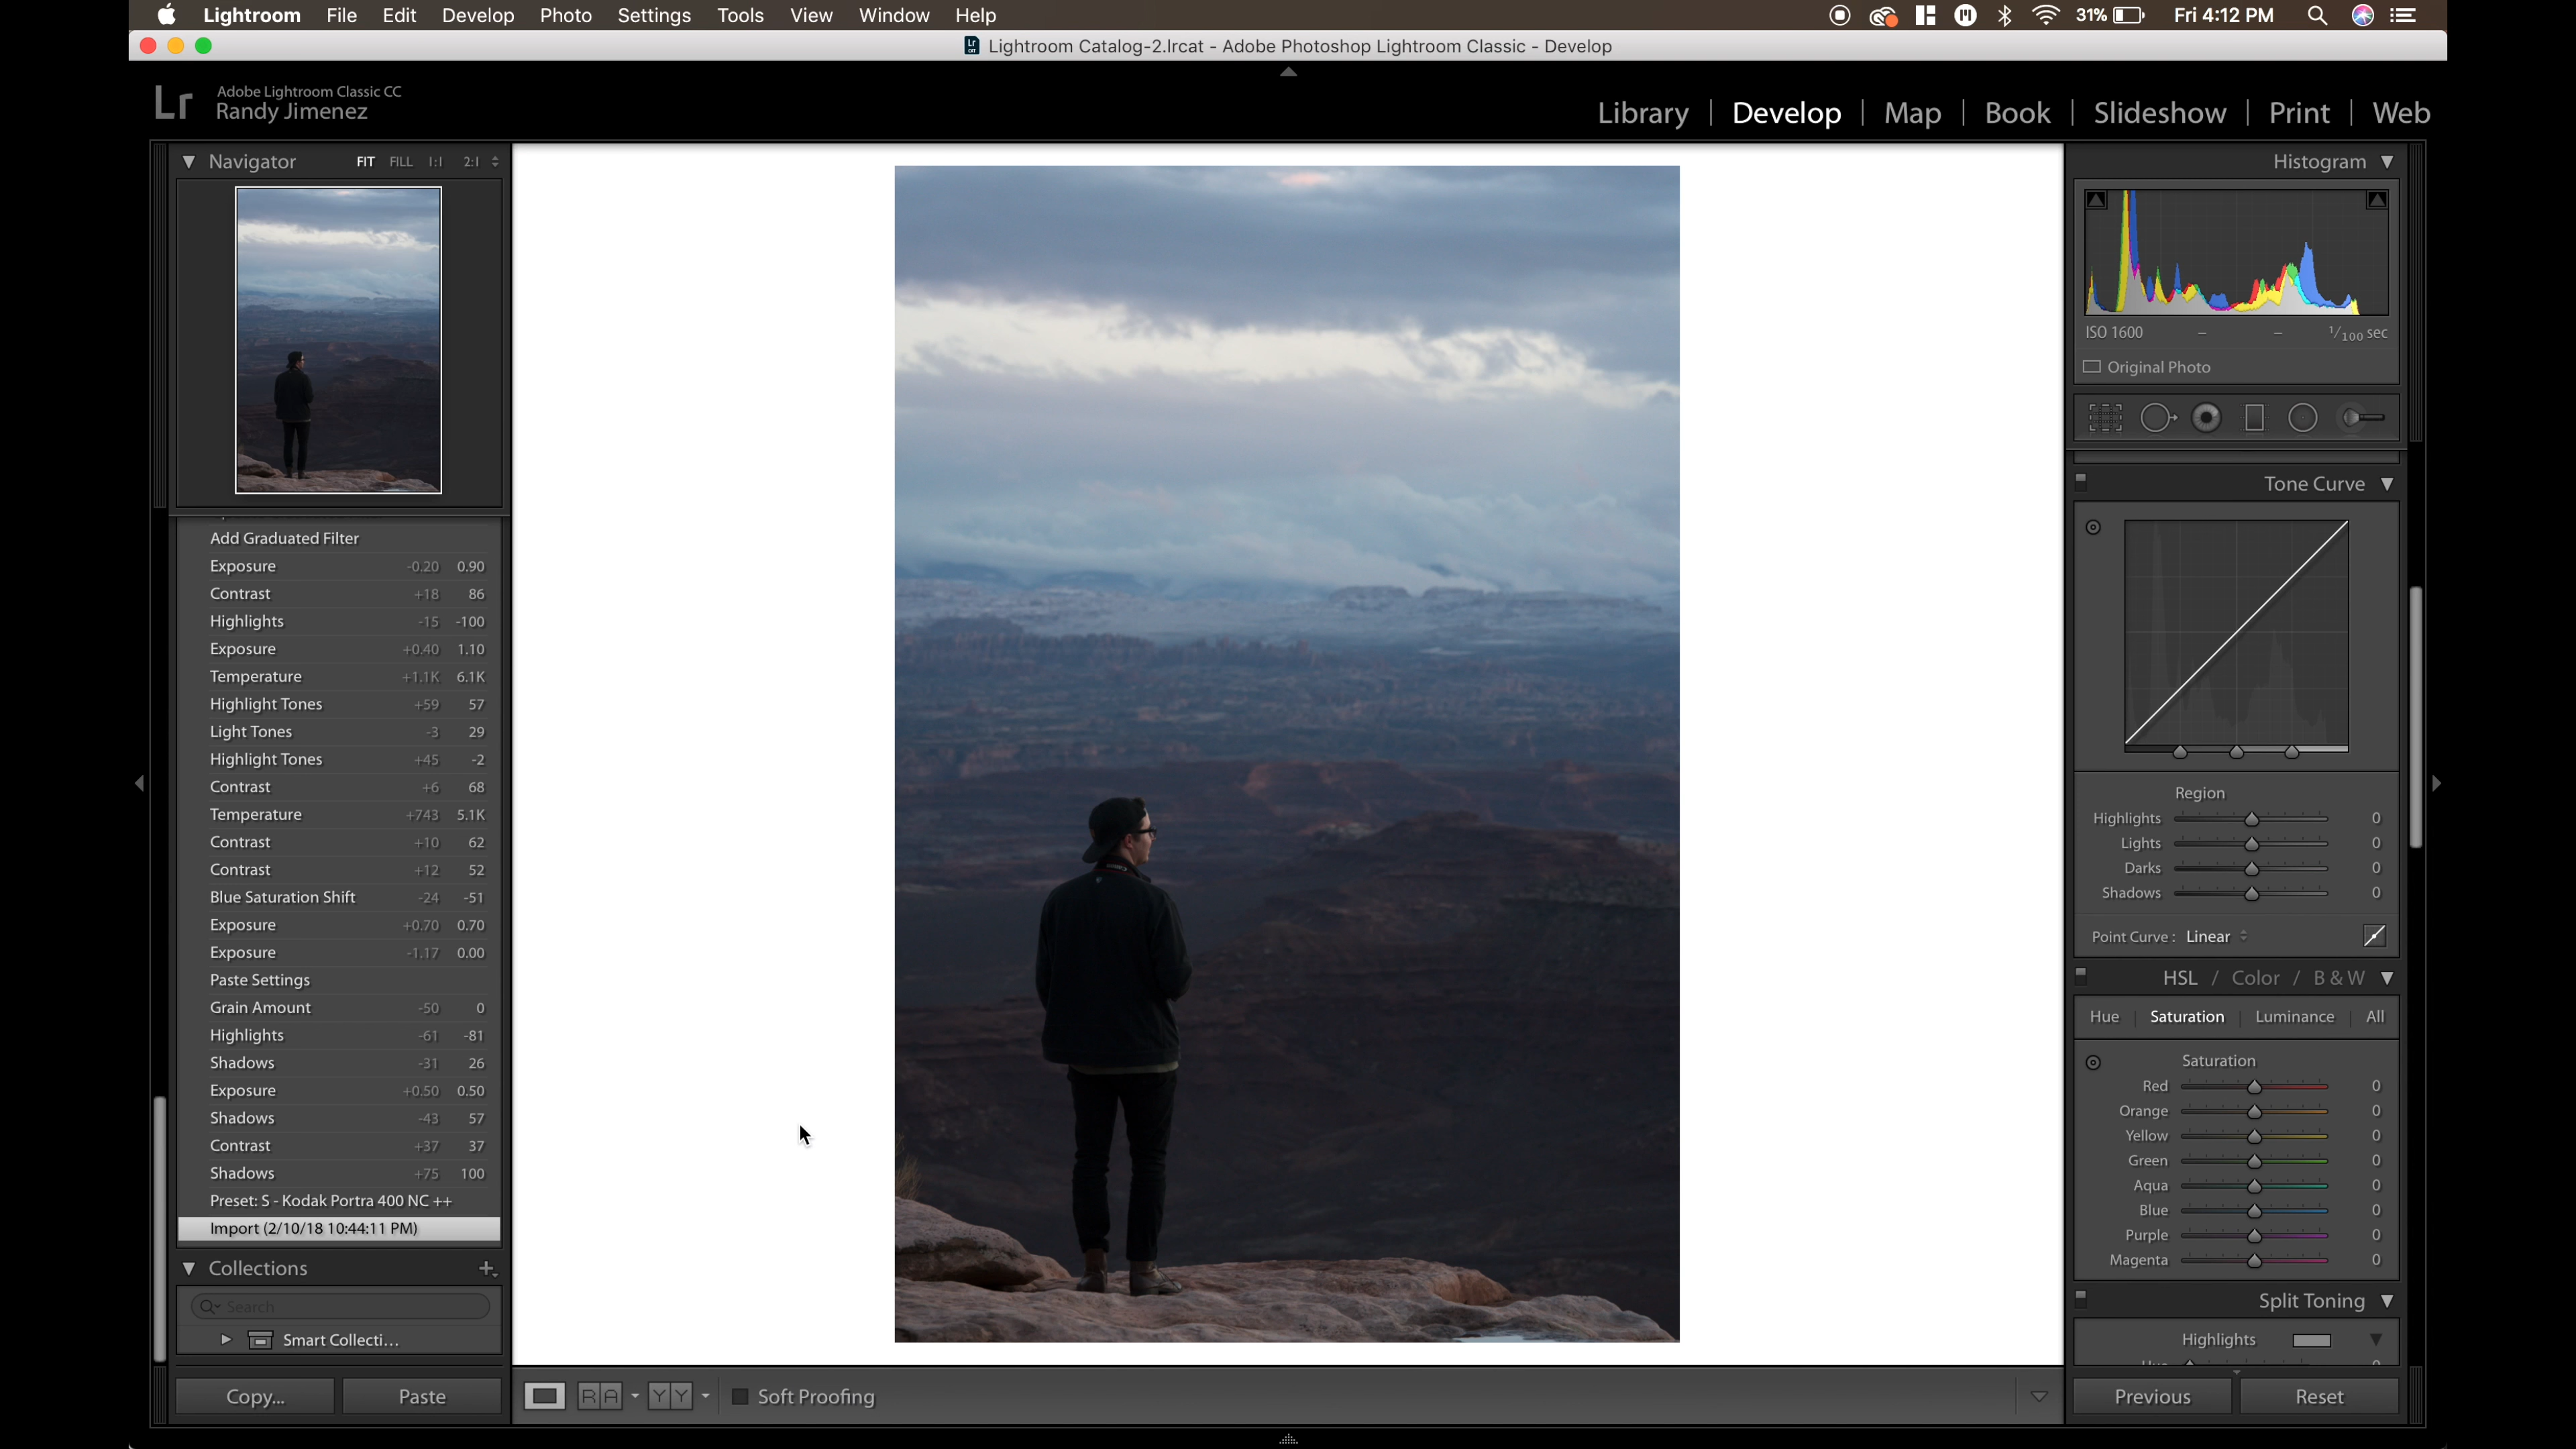 Lightroom File Edit Develop Photo Settings Tools View Window Help 31% Fri 4:12 PM
Lightroom Catalog-2.lrcat - Adobe Photoshop Lightroom Classic - Develop
Lr Adobe Lightroom Classic CC
Randy Jimenez
Library | Develop | Map | Book | Slideshow | Print | Web
Navigator FIT FILL 1:1 2:1
Add Graduated Filter
Exposure -0.20 0.90
Contrast +18 86
Highlights -15 -100
Exposure +0.40 1.10
Temperature +1.1K 6.1K
Highlight Tones +59 57
Light Tones -3 29
Highlight Tones +45 -2
Contrast +6 68
Temperature +743 5.1K
Contrast +10 62
Contrast +12 52
Blue Saturation Shift -24 -51
Exposure +0.70 0.70
Exposure -1.17 0.00
Paste Settings
Grain Amount -50 0
Highlights -61 -81
Shadows -31 26
Exposure +0.50 0.50
Shadows -43 57
Contrast +37 37
Shadows +75 100
Preset: S - Kodak Portra 400 NC ++
Import (2/10/18 10:44:11 PM)
Collections +
Search
Smart Collecti...
Copy... Paste
R A Y Y Soft Proofing
Histogram
ISO 1600 – – 1/100 sec
Original Photo
Tone Curve
Region
Highlights 0
Lights 0
Darks 0
Shadows 0
Point Curve : Linear
HSL / Color / B & W
Hue | Saturation | Luminance | All
Saturation
Red 0
Orange 0
Yellow 0
Green 0
Aqua 0
Blue 0
Purple 0
Magenta 0
Split Toning
Highlights
Previous Reset